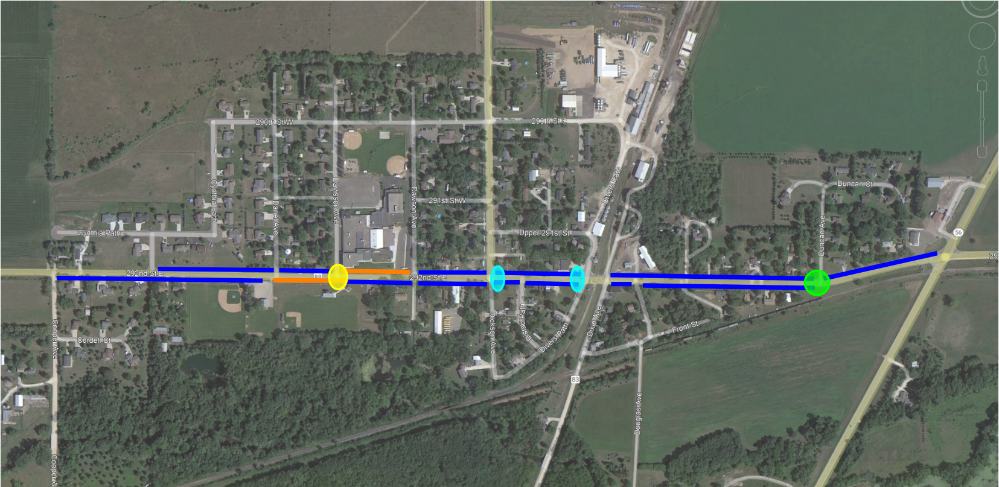 290th St W
290th St E
Cynthia Path
Dane Ave
Davisson Ave
Dawson Ave
291st St W
Divers Path
Duncan Ct
Duncan Ave
Cynthia Path
Upper 291st St
56
292nd St E
88
292nd St E
29
Cooper Ave
Cordell Ct
Dickson Ave
Distad Path
Divers Path
Dixie Ave
Front St
83
Douglas Ave
Cooper A